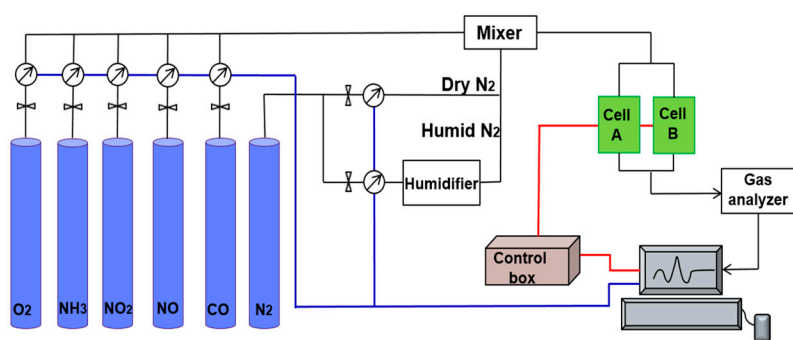 Mixer
Dry N2
Humid N2
Humidifier
Cell
A
Cell
B
Gas
analyzer
Control
box
O2
NH3
NO2
NO
CO
N2